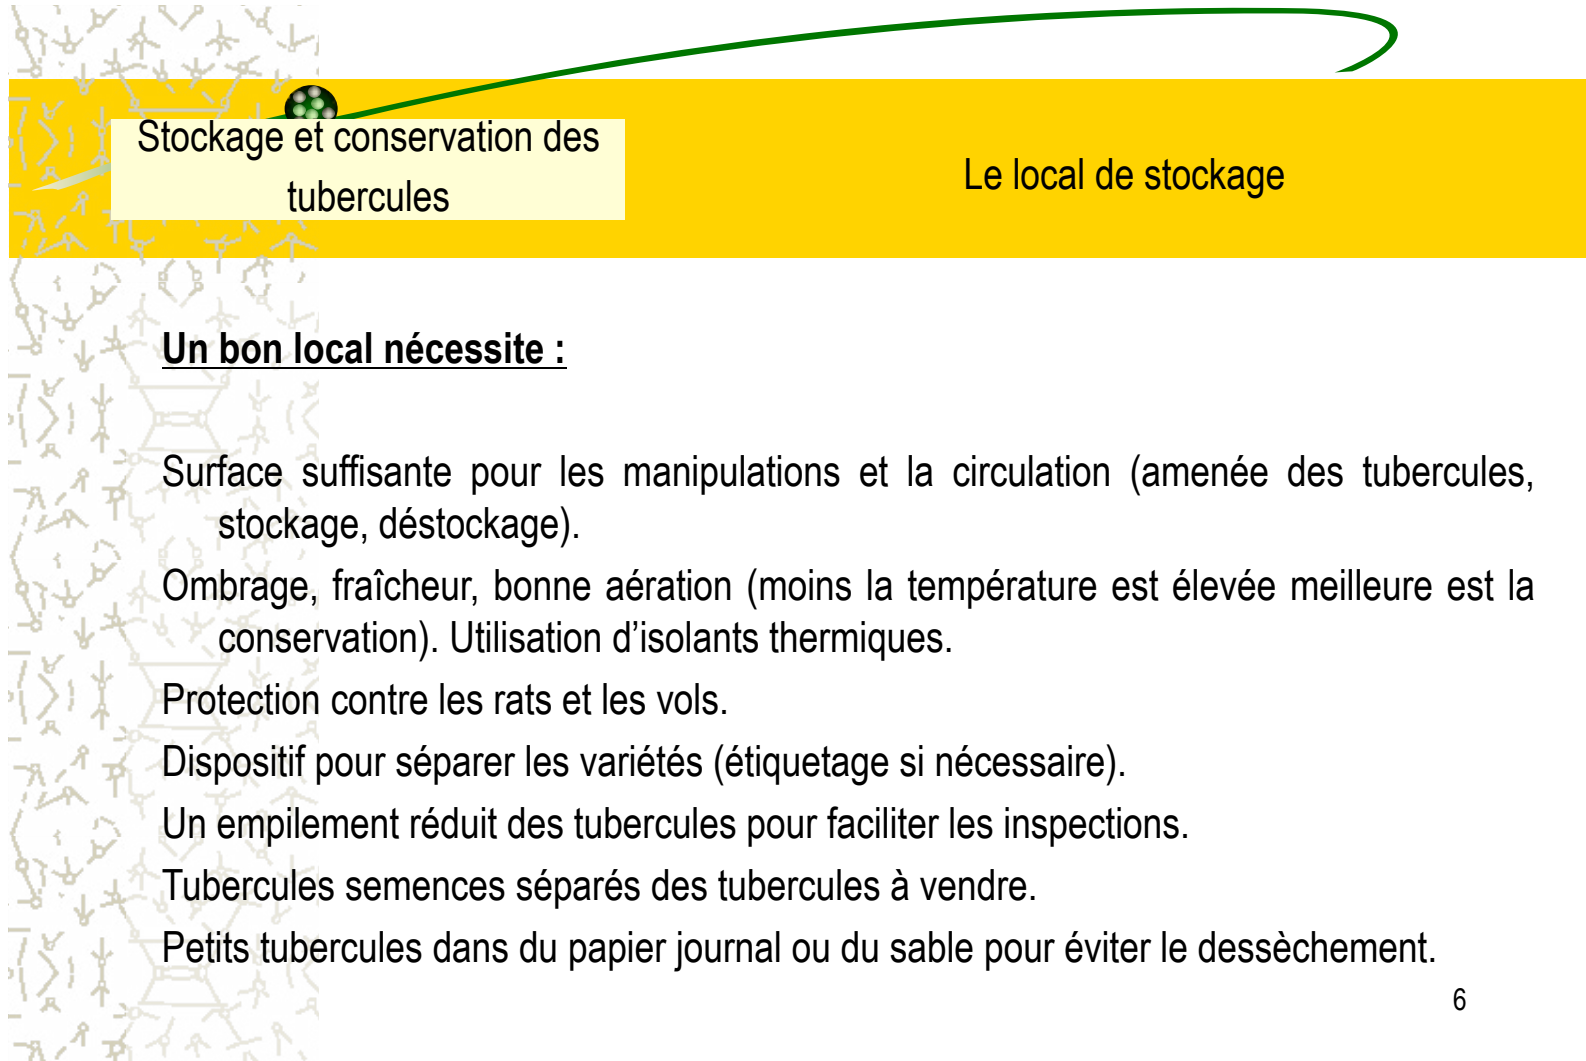 Stockage et conservation des
tubercules
Le local de stockage
Un bon local nécessite :
Surface suffisante pour les manipulations et la circulation (amenée des tubercules,
stockage, déstockage).
Ombrage, fraîcheur, bonne aération (moins la température est élevée meilleure est la
conservation). Utilisation d’isolants thermiques.
Protection contre les rats et les vols.
Dispositif pour séparer les variétés (étiquetage si nécessaire).
Un empilement réduit des tubercules pour faciliter les inspections.
Tubercules semences séparés des tubercules à vendre.
Petits tubercules dans du papier journal ou du sable pour éviter le dessèchement.
6